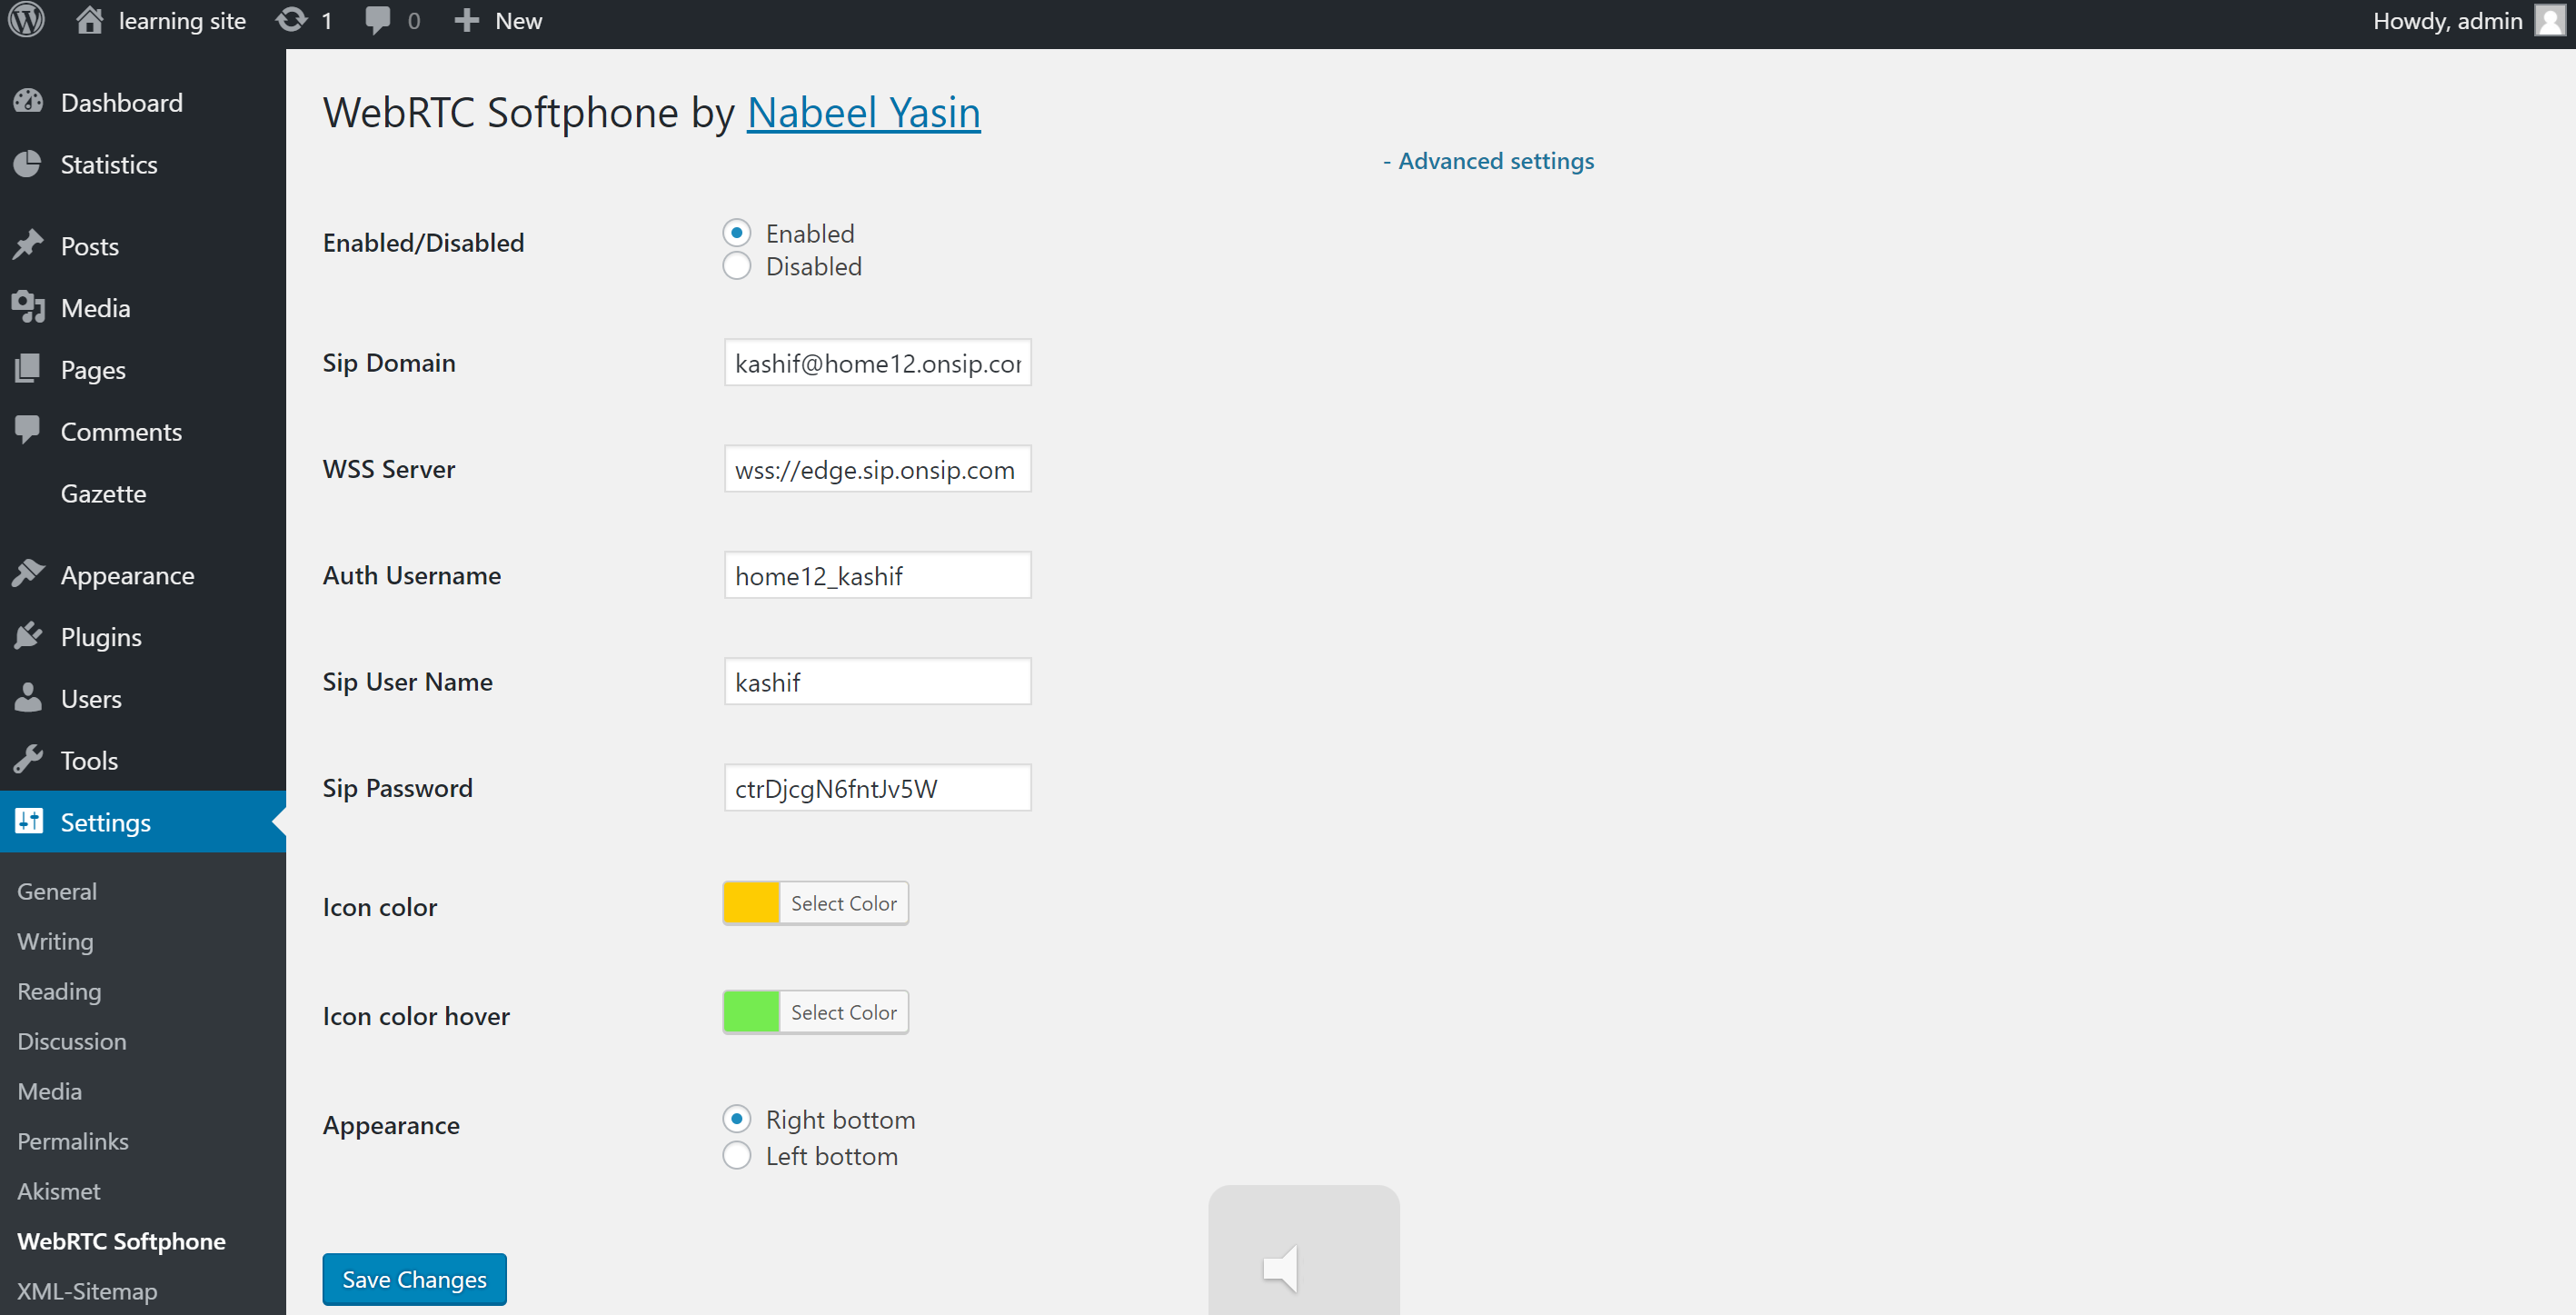 learning site 1 0 New Howdy, admin
Dashboard
Statistics
Posts
Media
Pages
Comments
Gazette
Appearance
Plugins
Users
Tools
Settings
General
Writing
Reading
Discussion
Media
Permalinks
Akismet
WebRTC Softphone
XML-Sitemap
WebRTC Softphone by Nabeel Yasin
- Advanced settings
Enabled/Disabled
Enabled
Disabled
Sip Domain kashif@home12.onsip.cor
WSS Server wss://edge.sip.onsip.com
Auth Username home12_kashif
Sip User Name kashif
Sip Password ctrDjcgN6fntJv5W
Icon color Select Color
Icon color hover Select Color
Appearance
Right bottom
Left bottom
Save Changes